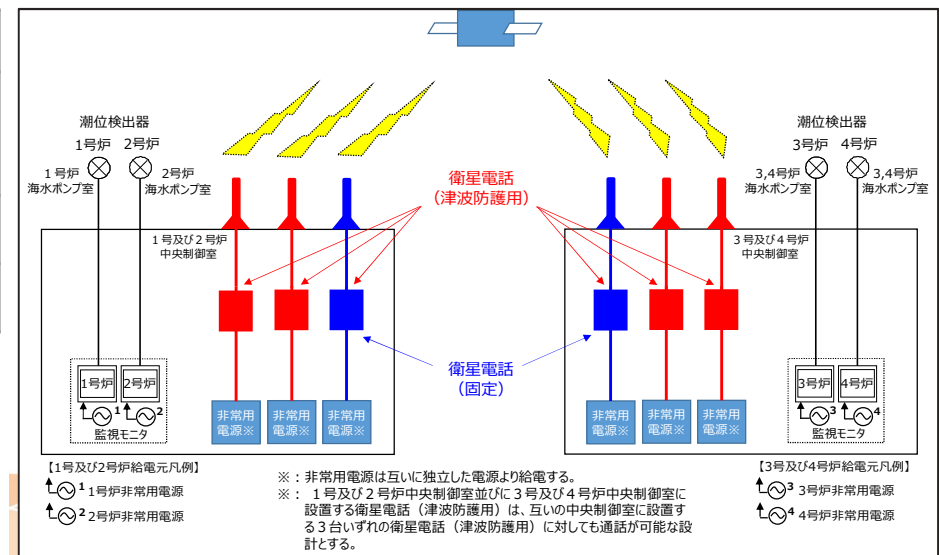 潮位検出器
1号炉 2号炉
1号炉
海水ポンプ室
2号炉
海水ポンプ室
衛星電話
（津波防護用）
潮位検出器
3号炉 4号炉
3,4号炉
海水ポンプ室
3,4号炉
海水ポンプ室
1号及び2号炉
中央制御室
3号及び4号炉
中央制御室
衛星電話
（固定）
1号炉 2号炉
1 2
監視モニタ
非常用
電源※
非常用
電源※
非常用
電源※
非常用
電源※
非常用
電源※
非常用
電源※
3号炉 4号炉
3 4
監視モニタ
【1号及び2号炉給電元凡例】
1 1号炉非常用電源
2 2号炉非常用電源
※：非常用電源は互いに独立した電源より給電する。
※： 1号及び2号炉中央制御室並びに3号及び4号炉中央制御室に
設置する衛星電話（津波防護用）は、互いの中央制御室に設置す
る3台いずれの衛星電話（津波防護用）に対しても通話が可能な設
計とする。
【3号及び4号炉給電元凡例】
3 3号炉非常用電源
4 4号炉非常用電源